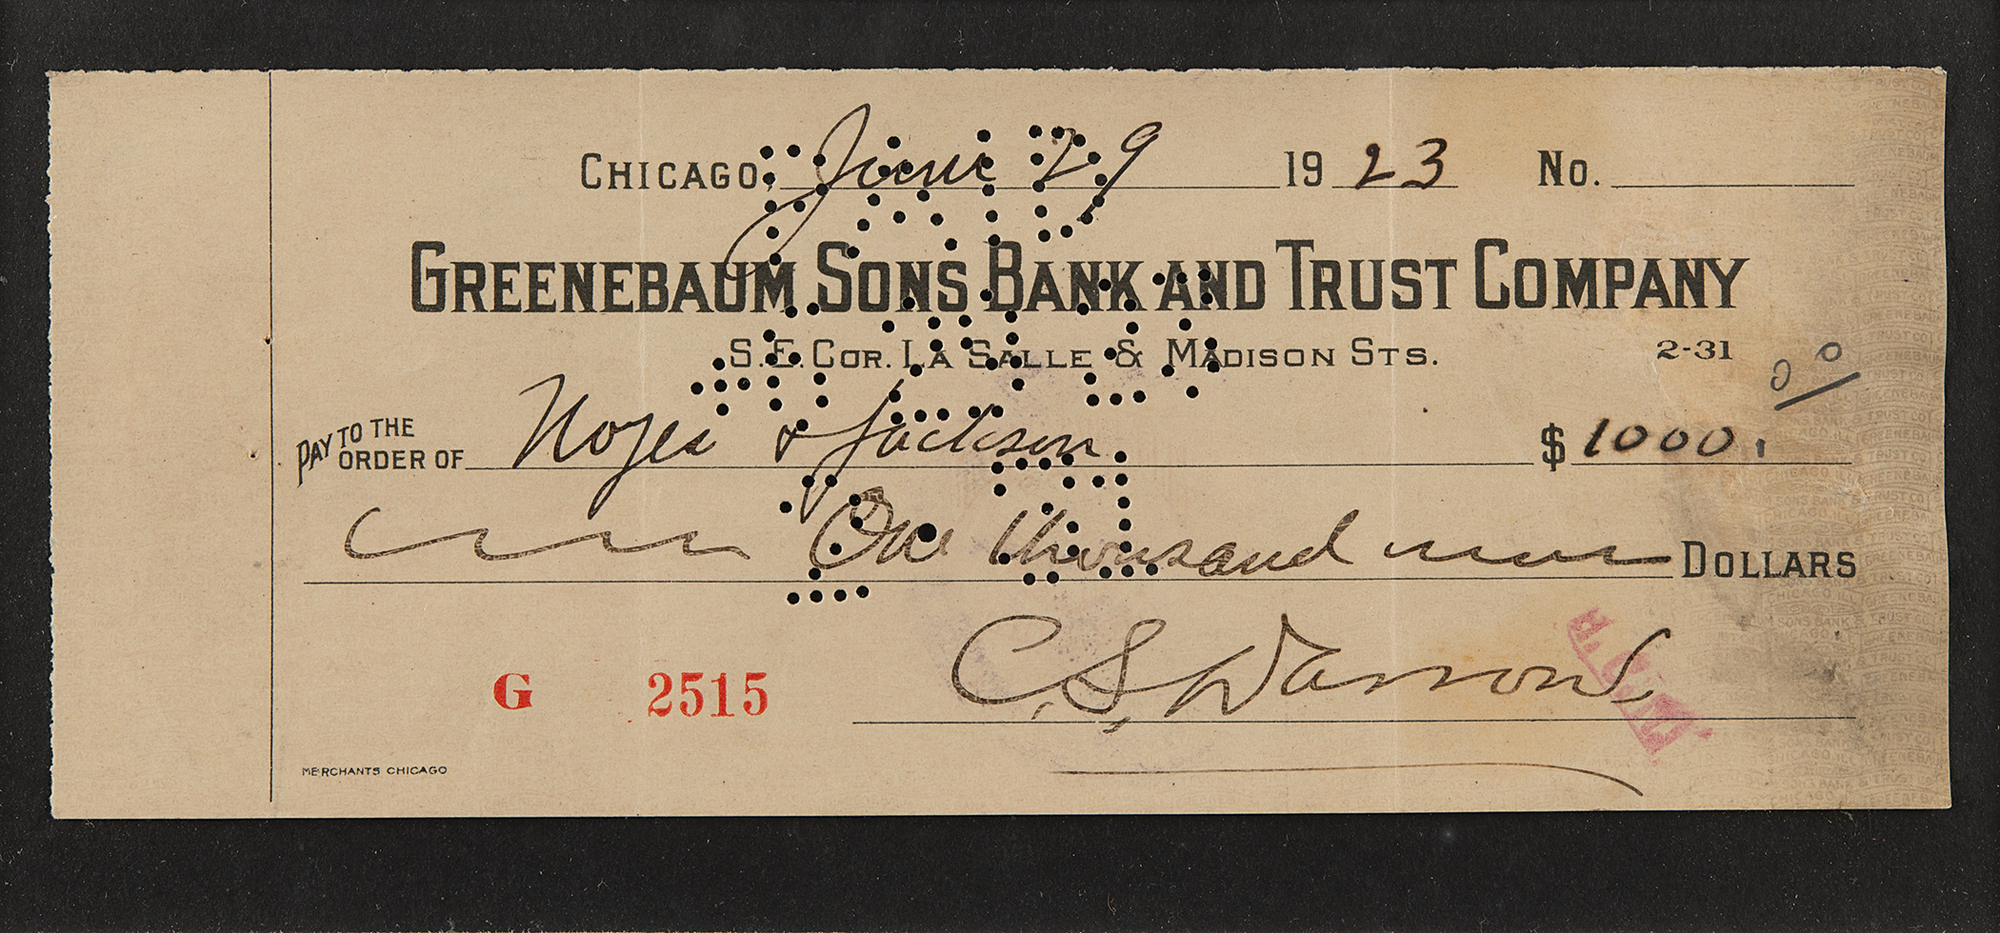 CHICAGO, June 29 1923 No.
GREENEBAUM SONS BANK AND TRUST COMPANY
S.E. COR. LA SALLE & MADISON STS. 2-31
PAY TO THE ORDER OF Noyes & Jackson $ 1000.00
One thousand DOLLARS
G 2515 C. S. Darrow
MERCHANTS CHICAGO